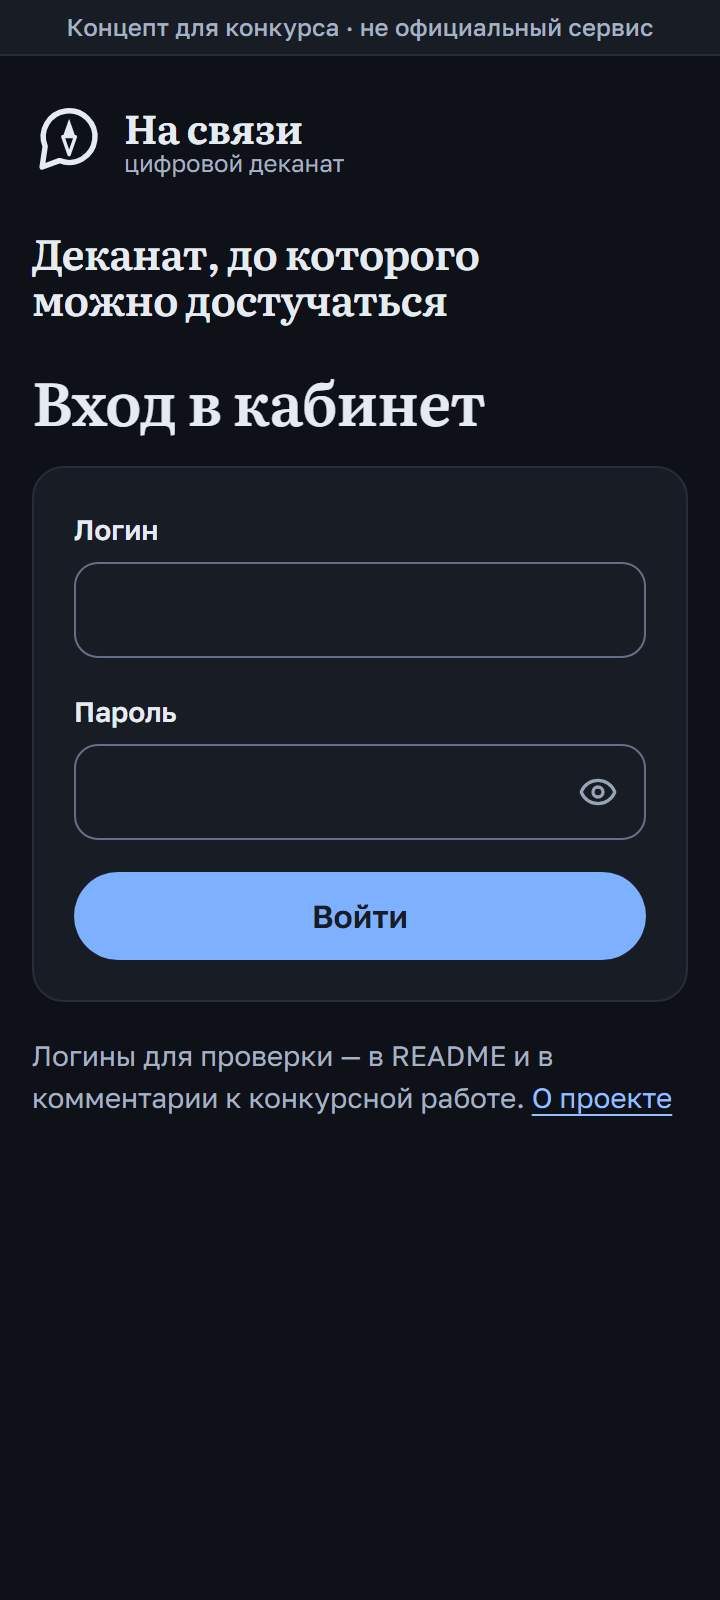 Концепт для конкурса · не официальный сервис
На связи
цифровой деканат
Деканат, до которого
можно достучаться
Вход в кабинет
Логин
Пароль
Войти
Логины для проверки — в README и в
комментарии к конкурсной работе. О проекте